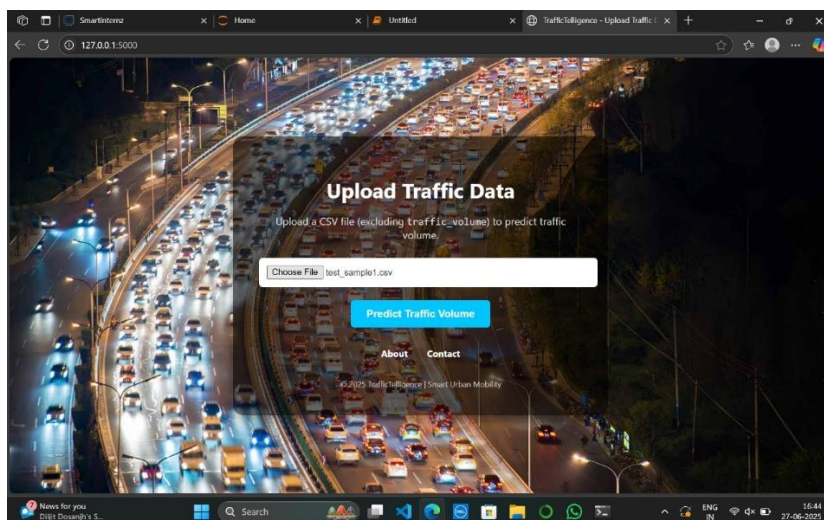 Smartinternz
Home
Untitled
TrafficTelligence - Upload Traffic
127.0.0.1:5000
Upload Traffic Data
Upload a CSV file (excluding traffic_volume) to predict traffic
volume.
Choose File test_sample1.csv
Predict Traffic Volume
About Contact
© 2025 TrafficTelligence | Smart Urban Mobility
News for you
Diljit Dosanjh's S...
Search
ENG
IN
16:44
27-06-2025